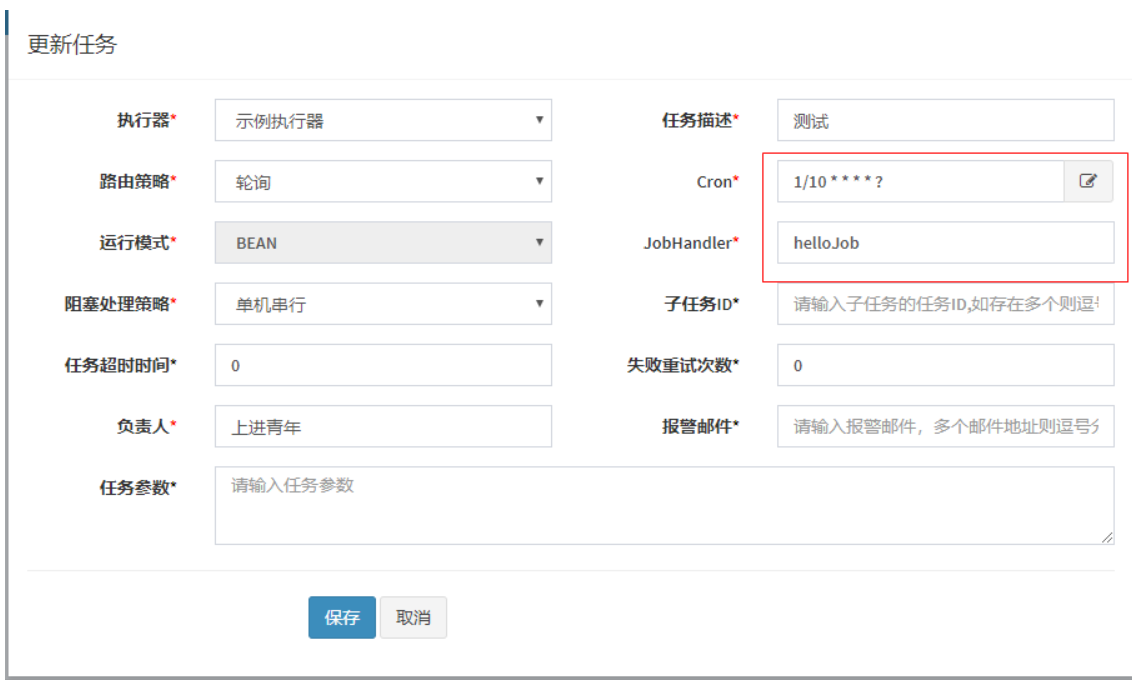 更新任务
执行器* 示例执行器 任务描述* 测试
路由策略* 轮询 Cron* 1/10 * * * * ?
运行模式* BEAN JobHandler* helloJob
阻塞处理策略* 单机串行 子任务ID* 请输入子任务的任务ID,如存在多个则逗
任务超时时间* 0 失败重试次数* 0
负责人* 上进青年 报警邮件* 请输入报警邮件，多个邮件地址则逗号
任务参数* 请输入任务参数
保存 取消